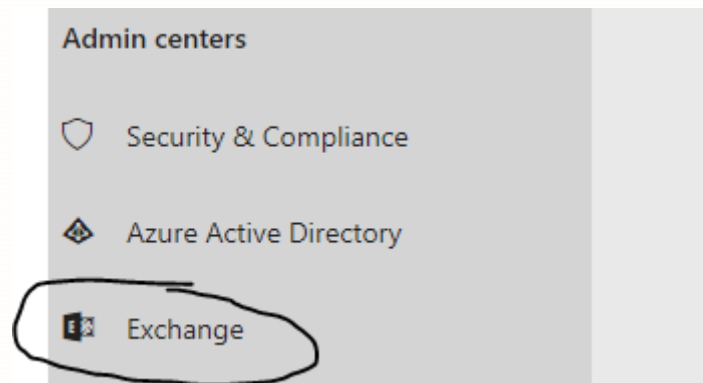 Admin centers
Security & Compliance
Azure Active Directory
Exchange